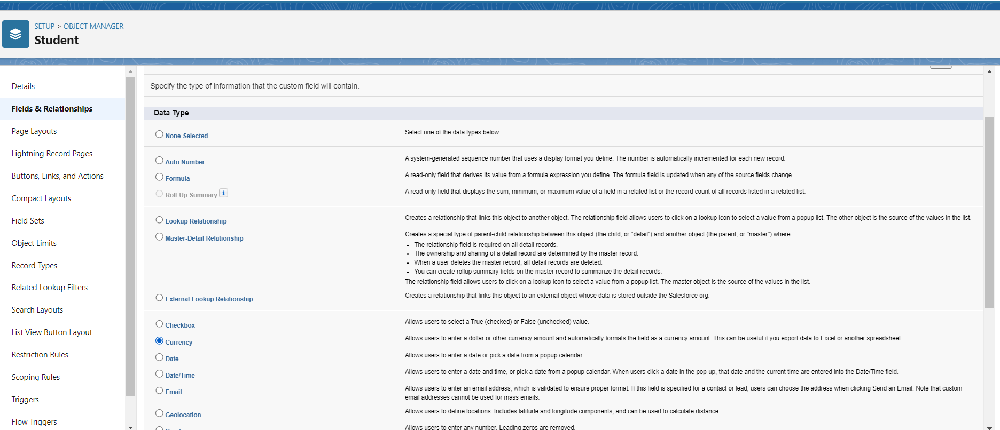 SETUP > OBJECT MANAGER
Student
Details
Fields & Relationships
Page Layouts
Lightning Record Pages
Buttons, Links, and Actions
Compact Layouts
Field Sets
Object Limits
Record Types
Related Lookup Filters
Search Layouts
List View Button Layout
Restriction Rules
Scoping Rules
Triggers
Flow Triggers
Specify the type of information that the custom field will contain.
Data Type
None Selected
Select one of the data types below.
Auto Number
A system-generated sequence number that uses a display format you define. The number is automatically incremented for each new record.
Formula
A read-only field that derives its value from a formula expression you define. The formula field is updated when any of the source fields change.
Roll-Up Summary i
A read-only field that displays the sum, minimum, or maximum value of a field in a related list or the record count of all records listed in a related list.
Lookup Relationship
Creates a relationship that links this object to another object. The relationship field allows users to click on a lookup icon to select a value from a popup list. The other object is the source of the values in the list.
Master-Detail Relationship
Creates a special type of parent-child relationship between this object (the child, or "detail") and another object (the parent, or "master") where:
• The relationship field is required on all detail records.
• The ownership and sharing of a detail record are determined by the master record.
• When a user deletes the master record, all detail records are deleted.
• You can create rollup summary fields on the master record to summarize the detail records.
The relationship field allows users to click on a lookup icon to select a value from a popup list. The master object is the source of the values in the list.
External Lookup Relationship
Creates a relationship that links this object to an external object whose data is stored outside the Salesforce org.
Checkbox
Allows users to select a True (checked) or False (unchecked) value.
Currency
Allows users to enter a dollar or other currency amount and automatically formats the field as a currency amount. This can be useful if you export data to Excel or another spreadsheet.
Date
Allows users to enter a date or pick a date from a popup calendar.
Date/Time
Allows users to enter a date and time, or pick a date from a popup calendar. When users click a date in the pop-up, that date and the current time are entered into the Date/Time field.
Email
Allows users to enter an email address, which is validated to ensure proper format. If this field is specified for a contact or lead, users can choose the address when clicking Send an Email. Note that custom
email addresses cannot be used for mass emails.
Geolocation
Allows users to define locations. Includes latitude and longitude components, and can be used to calculate distance.
Allows users to enter any number. Leading zeros are removed.